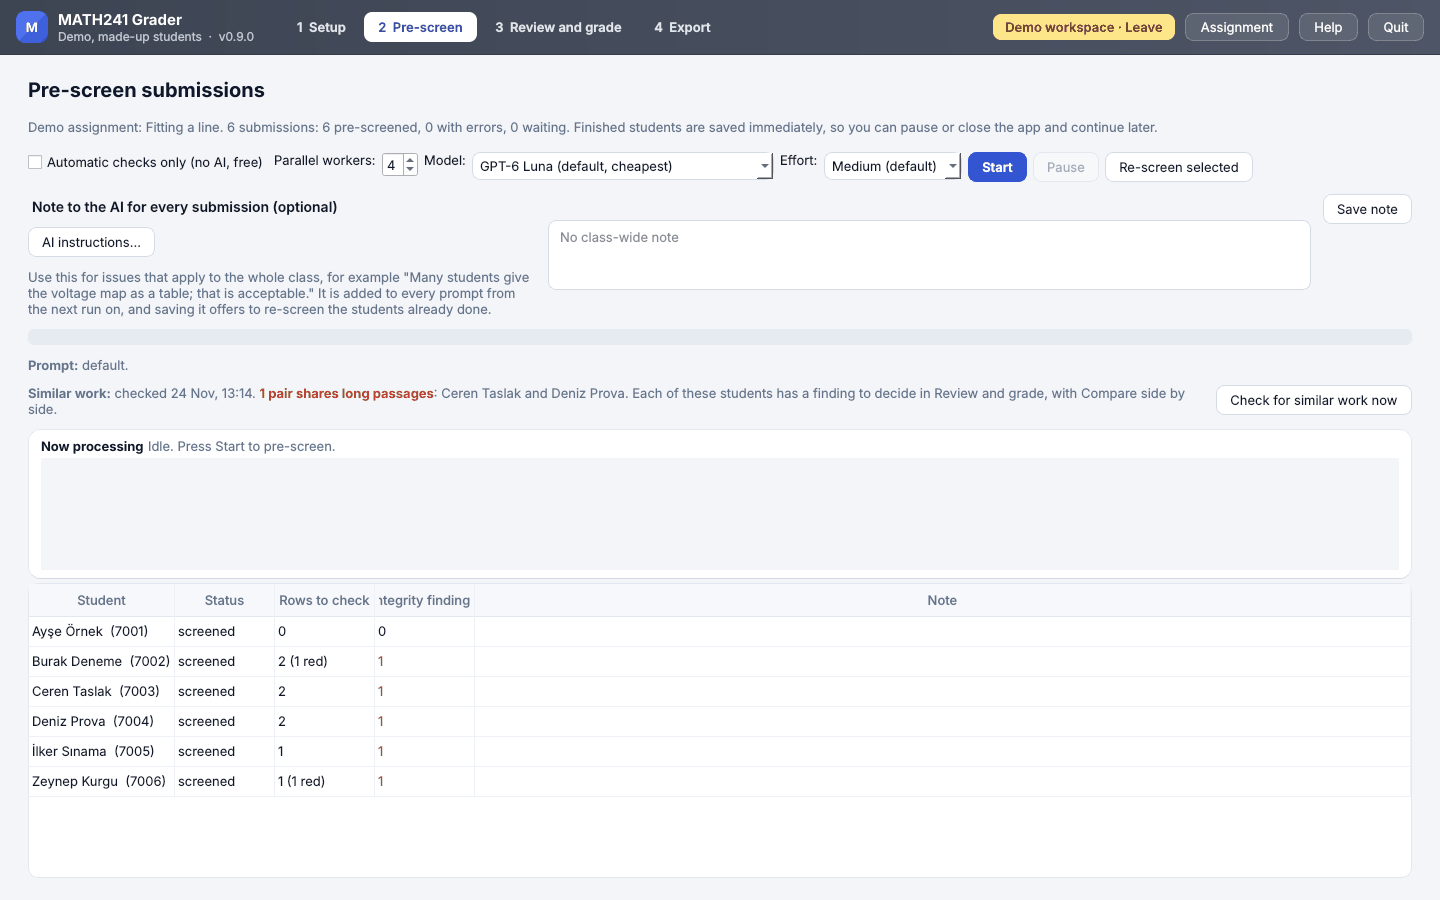 M
MATH241 Grader
Demo, made-up students · v0.9.0
1 Setup
2 Pre-screen
3 Review and grade
4 Export
Demo workspace · Leave
Assignment
Help
Quit
Pre-screen submissions
Demo assignment: Fitting a line. 6 submissions: 6 pre-screened, 0 with errors, 0 waiting. Finished students are saved immediately, so you can pause or close the app and continue later.
Automatic checks only (no AI, free) Parallel workers: 4 Model: GPT-6 Luna (default, cheapest) Effort: Medium (default) Start Pause Re-screen selected
Note to the AI for every submission (optional)
Save note
AI instructions...
No class-wide note
Use this for issues that apply to the whole class, for example "Many students give
the voltage map as a table; that is acceptable." It is added to every prompt from
the next run on, and saving it offers to re-screen the students already done.
Prompt: default.
Similar work: checked 24 Nov, 13:14. 1 pair shares long passages: Ceren Taslak and Deniz Prova. Each of these students has a finding to decide in Review and grade, with Compare side by
side.
Check for similar work now
Now processing Idle. Press Start to pre-screen.
Student Status Rows to check ntegrity finding Note
Ayşe Örnek (7001) screened 0 0
Burak Deneme (7002) screened 2 (1 red) 1
Ceren Taslak (7003) screened 2 1
Deniz Prova (7004) screened 2 1
İlker Sınama (7005) screened 1 1
Zeynep Kurgu (7006) screened 1 (1 red) 1